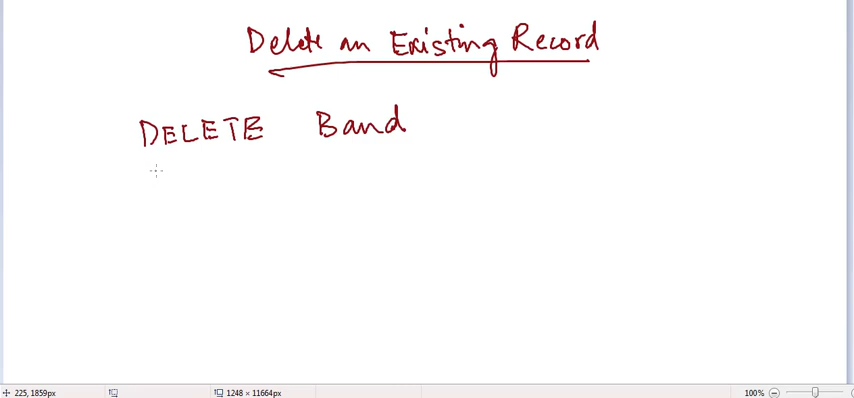 Delete an Existing Record
DELETE Band
225, 1859px
1248 × 11664px
100%